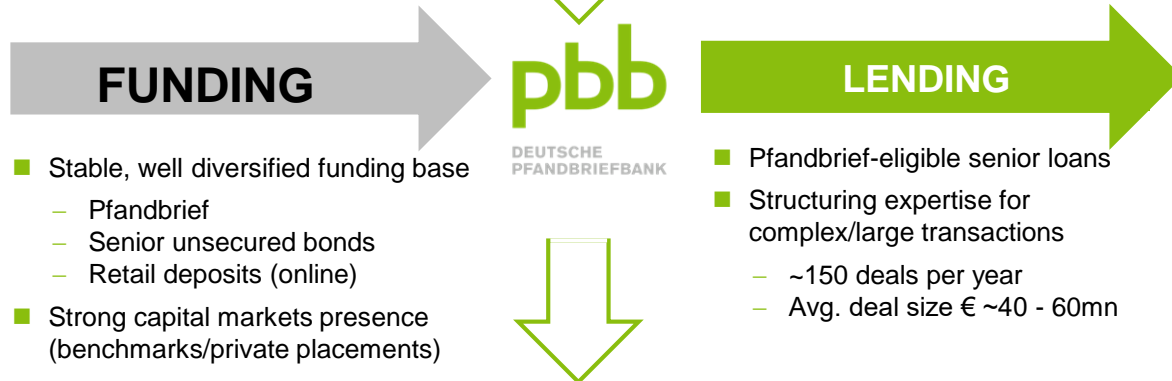 FUNDING
■ Stable, well diversified funding base
– Pfandbrief
– Senior unsecured bonds
– Retail deposits (online)
■ Strong capital markets presence
(benchmarks/private placements)
pbb
DEUTSCHE
PFANDBRIEFBANK
LENDING
■ Pfandbrief-eligible senior loans
■ Structuring expertise for
complex/large transactions
– ~150 deals per year
– Avg. deal size € ~40 - 60mn